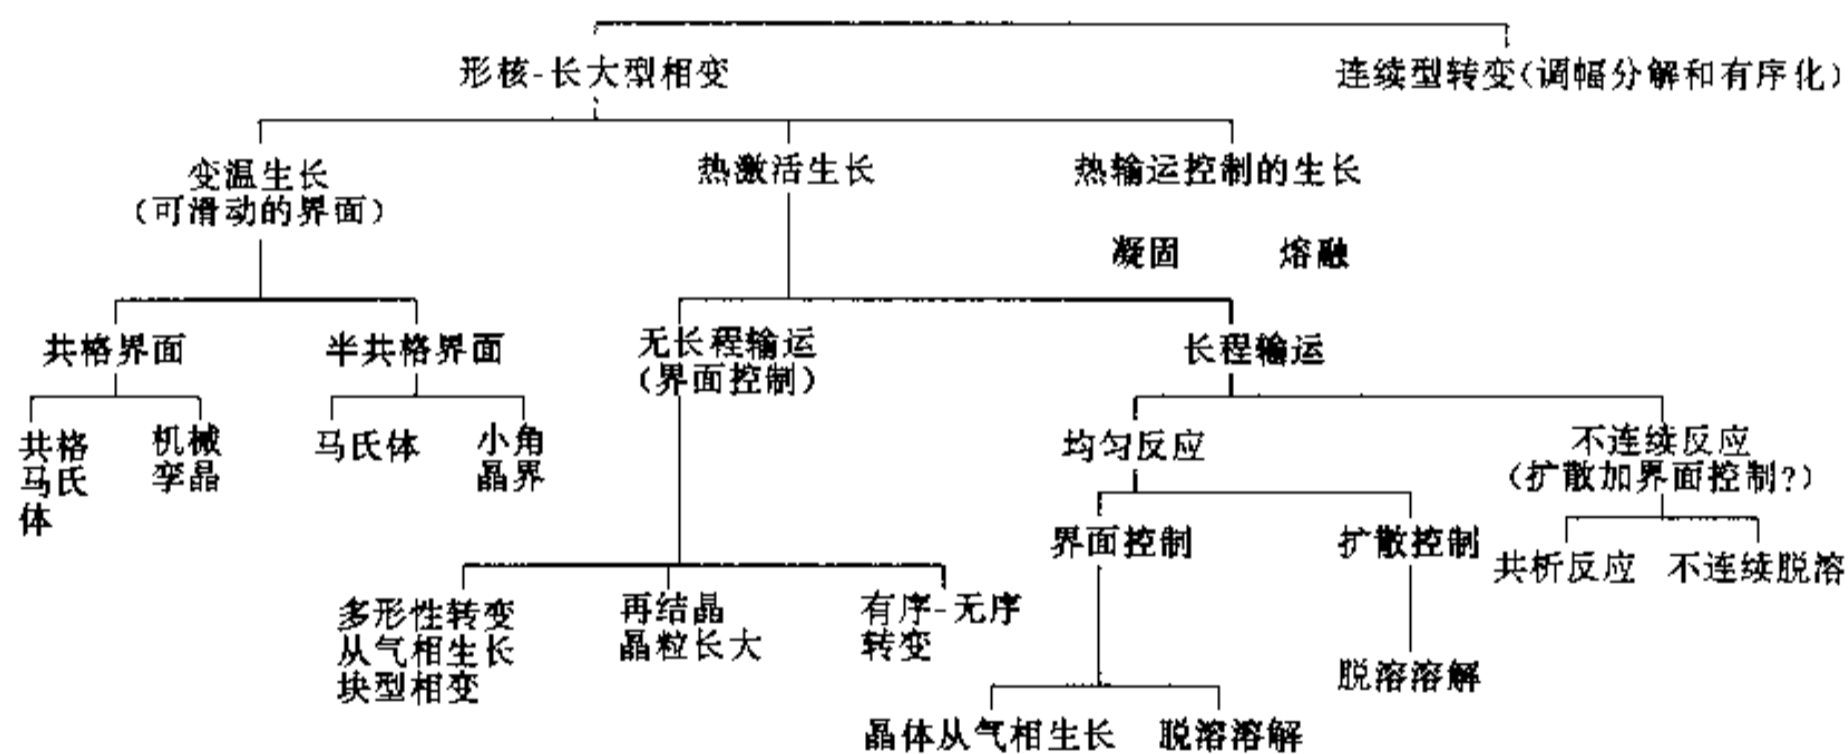 形核-长大型相变
连续型转变(调幅分解和有序化)
变温生长
(可滑动的界面)
热激活生长
热输运控制的生长
凝固
熔融
共格界面
半共格界面
无长程输运
(界面控制)
长程输运
共格
马氏
体
机械
孪晶
马氏体
小角
晶界
均匀反应
不连续反应
(扩散加界面控制?)
界面控制
扩散控制
共析反应
不连续脱溶
多形性转变
从气相生长
块型相变
再结晶
晶粒长大
有序-无序
转变
脱溶溶解
晶体从气相生长
脱溶溶解